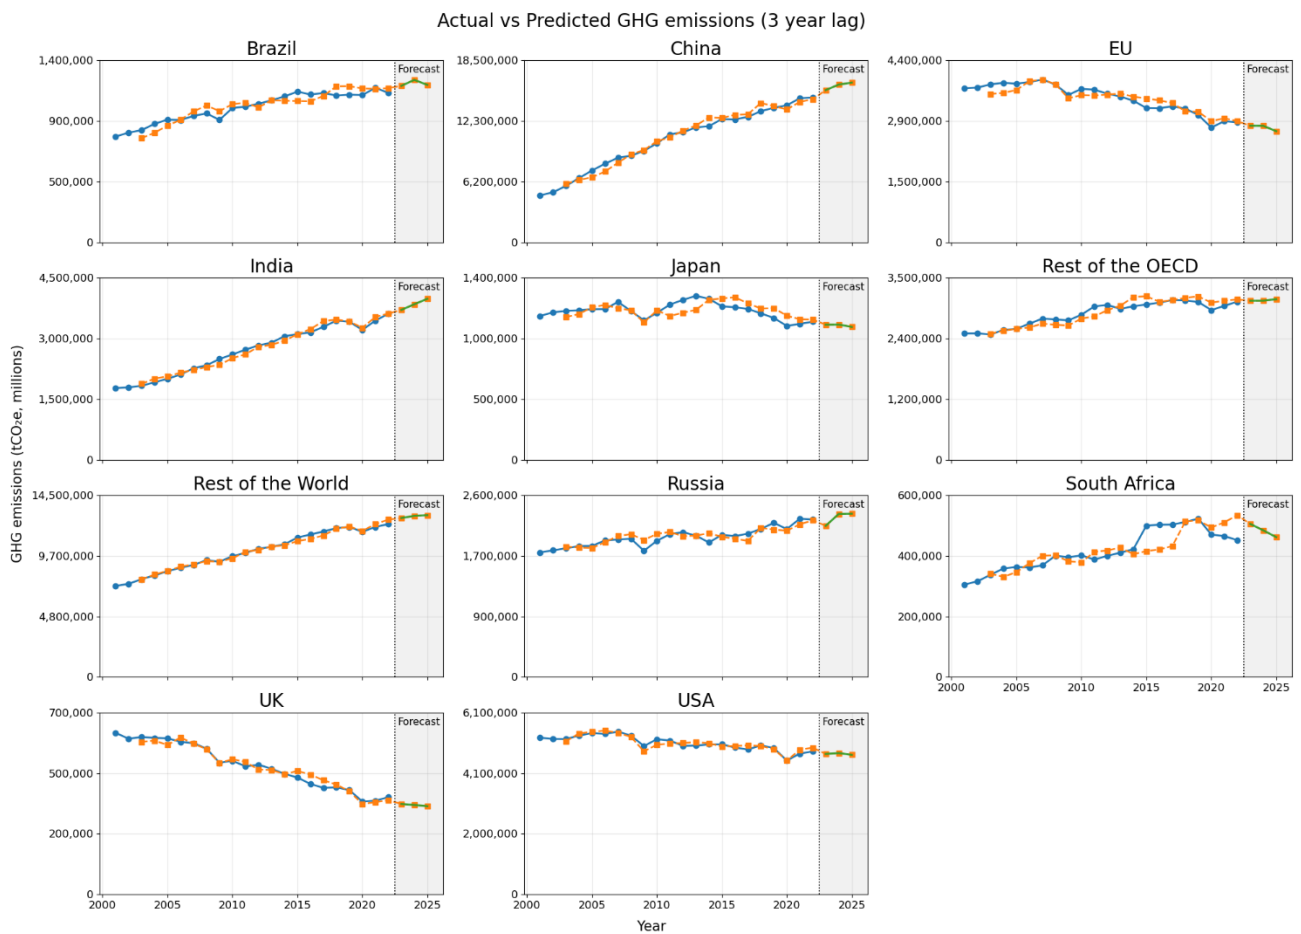 Actual vs Predicted GHG emissions (3 year lag)
Brazil
China
EU
1,400,000
900,000
500,000
0
Forecast
18,500,000
12,300,000
6,200,000
0
Forecast
4,400,000
2,900,000
1,500,000
0
Forecast
India
Japan
Rest of the OECD
4,500,000
3,000,000
1,500,000
0
Forecast
1,400,000
1,000,000
500,000
0
Forecast
3,500,000
2,400,000
1,200,000
0
Forecast
GHG emissions (tCO₂e, millions)
Rest of the World
Russia
South Africa
14,500,000
9,700,000
4,800,000
0
Forecast
2,600,000
1,700,000
900,000
0
Forecast
600,000
400,000
200,000
0
Forecast
2000 2005 2010 2015 2020 2025
UK
USA
700,000
500,000
200,000
0
Forecast
2000 2005 2010 2015 2020 2025
6,100,000
4,100,000
2,000,000
0
Forecast
2000 2005 2010 2015 2020 2025
Year